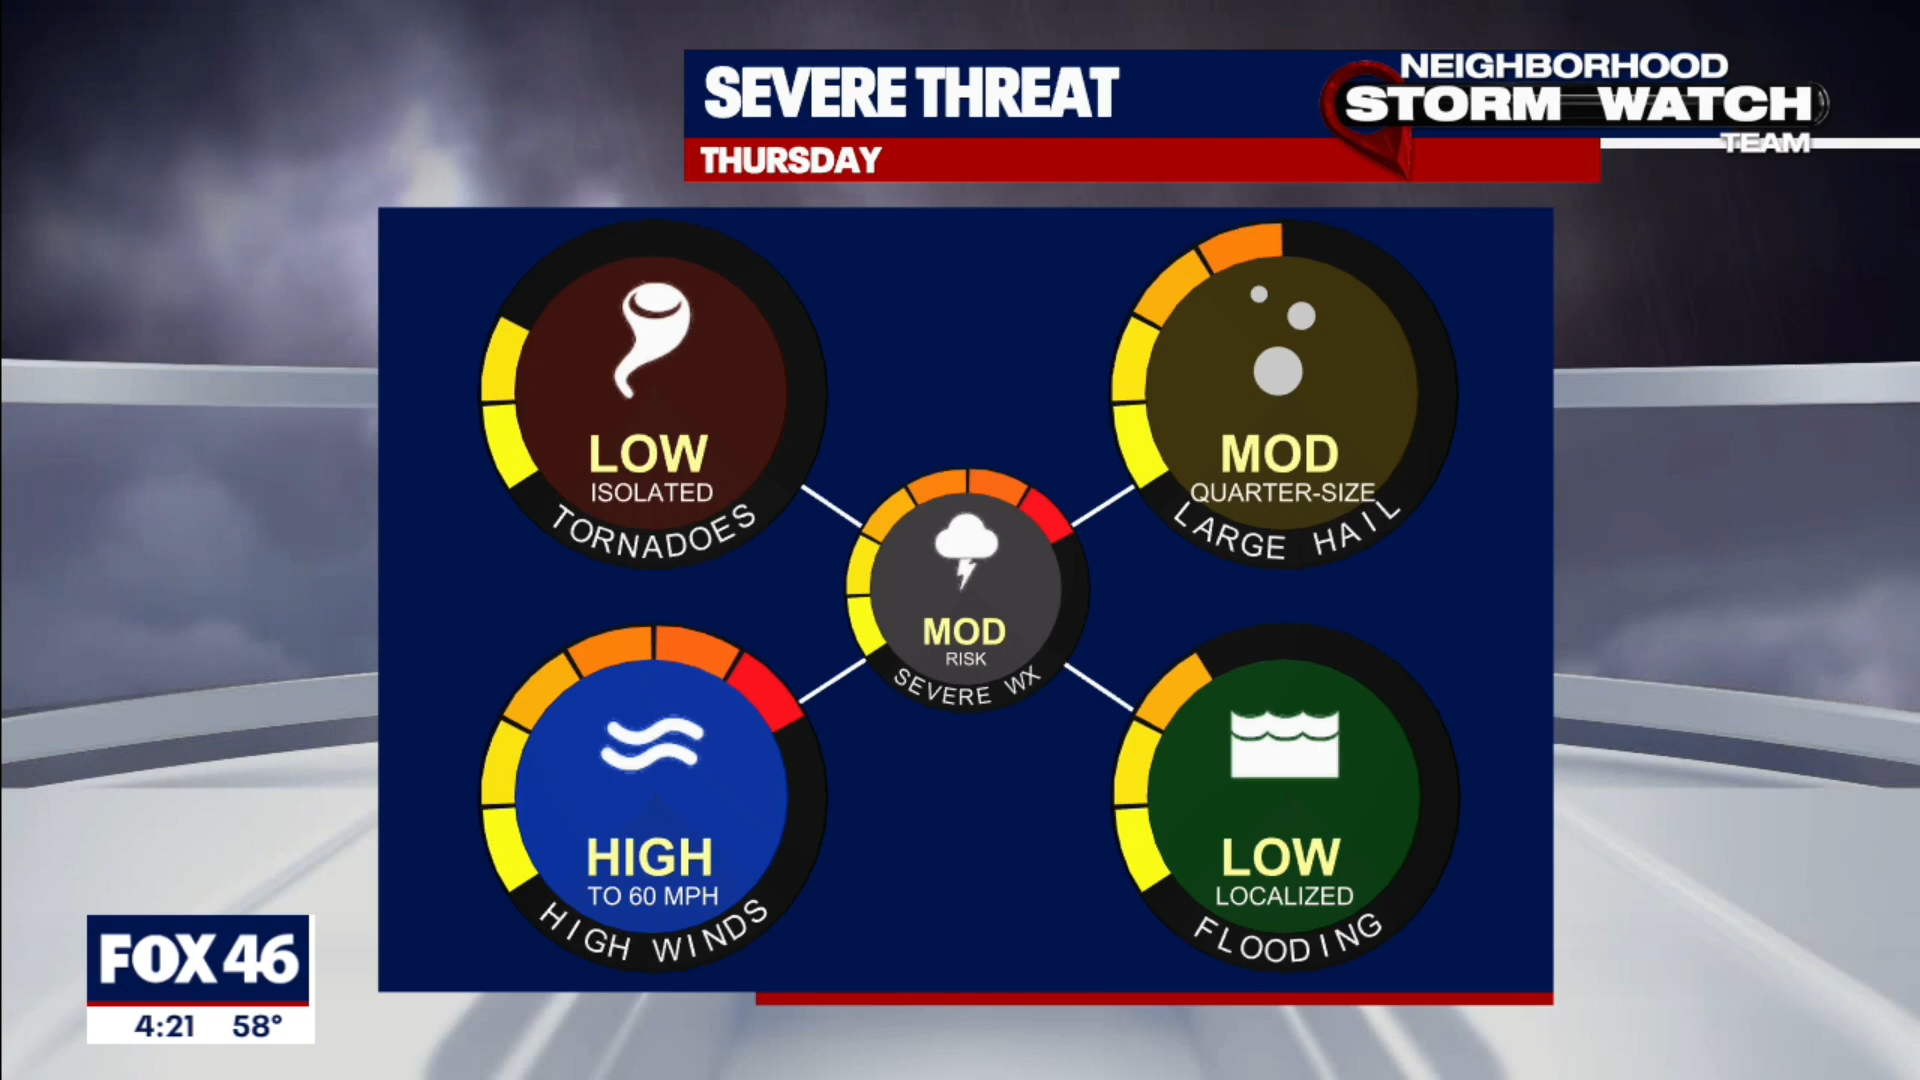 SEVERE THREAT
THURSDAY
NEIGHBORHOOD
STORM WATCH
TEAM
LOW
ISOLATED
TORNADOES
MOD
QUARTER-SIZE
LARGE HAIL
MOD
RISK
SEVERE WX
HIGH
TO 60 MPH
HIGH WINDS
LOW
LOCALIZED
FLOODING
FOX 46
4:21 58°